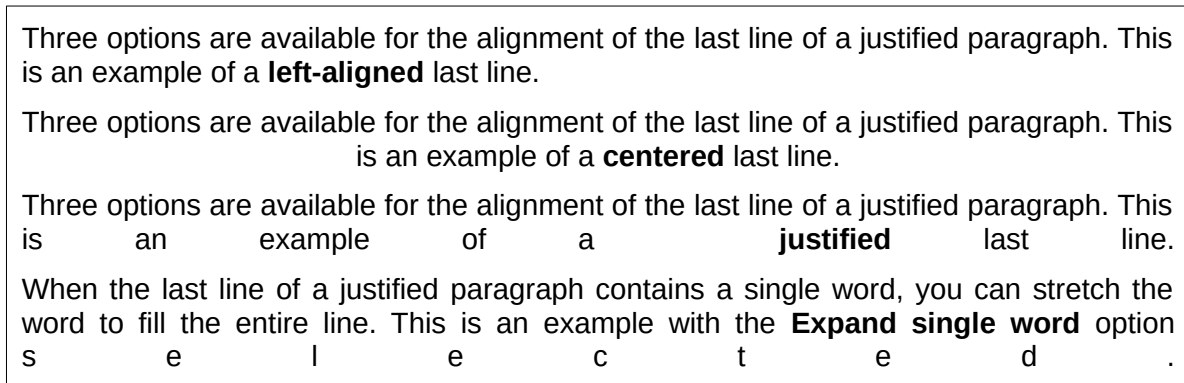 Three options are available for the alignment of the last line of a justified paragraph. This
is an example of a left-aligned last line.
Three options are available for the alignment of the last line of a justified paragraph. This
is an example of a centered last line.
Three options are available for the alignment of the last line of a justified paragraph. This
is an example of a justified last line.
When the last line of a justified paragraph contains a single word, you can stretch the
word to fill the entire line. This is an example with the Expand single word option
s e l e c t e d .